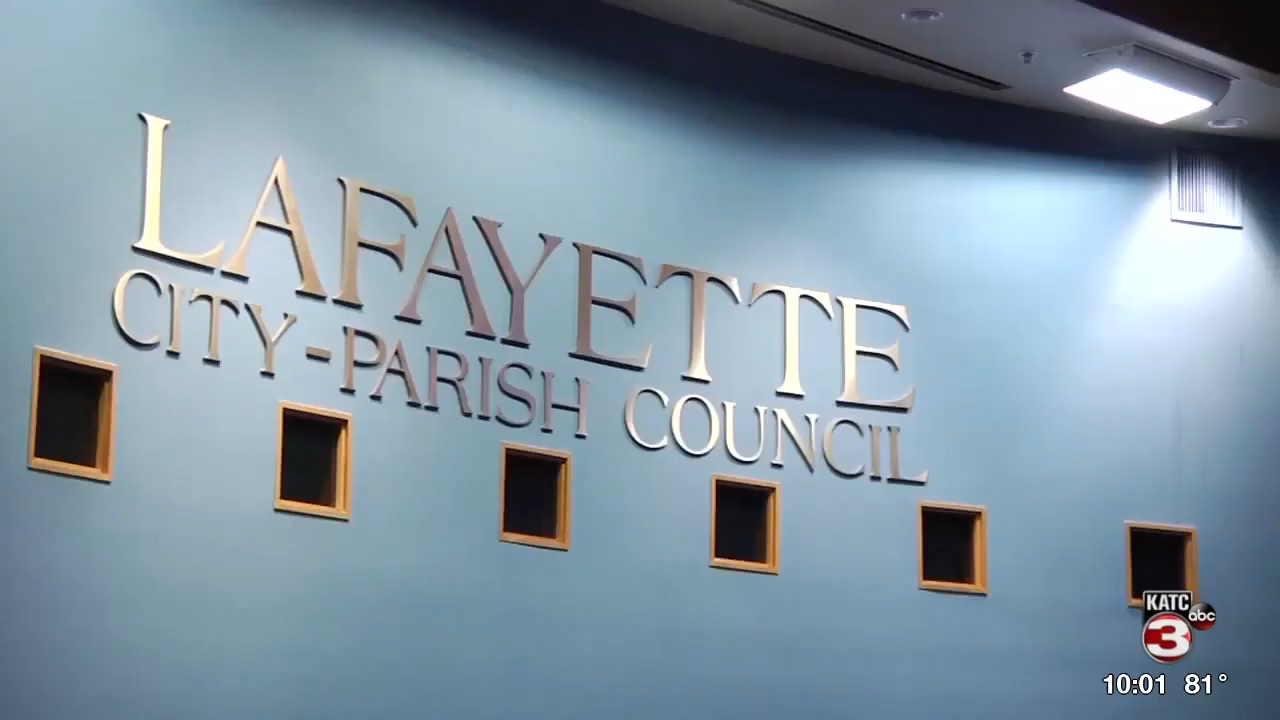 LAFAYETTE
CITY-PARISH COUNCIL
KATC
abc
3
10:01 81°